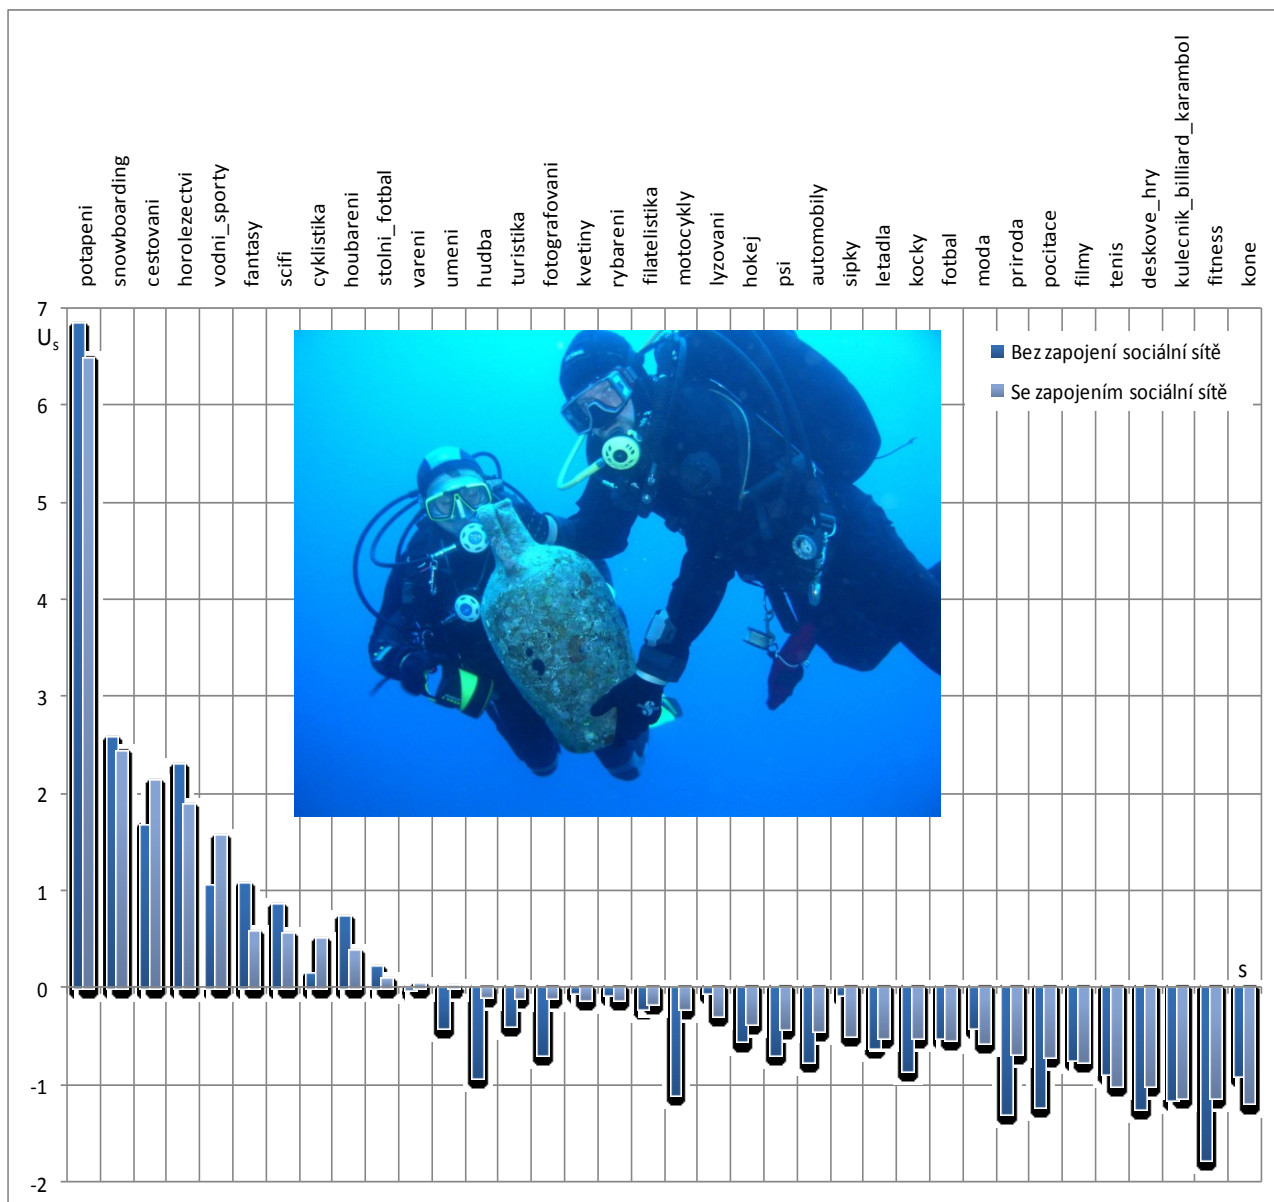 potapeni
snowboarding
cestovani
horolezectvi
vodni_sporty
fantasy
scifi
cyklistika
houbareni
stolni_fotbal
vareni
umeni
hudba
turistika
fotografovani
kvetiny
rybareni
filatelistika
motocykly
lyzovani
hokej
psi
automobily
sipky
letadla
kocky
fotbal
moda
priroda
pocitace
filmy
tenis
deskove_hry
kulecnik_billiard_karambol
fitness
kone
7
Us
Bez zapojení sociální sítě
Se zapojením sociální sítě
6
5
4
3
2
1
s
0
-1
-2